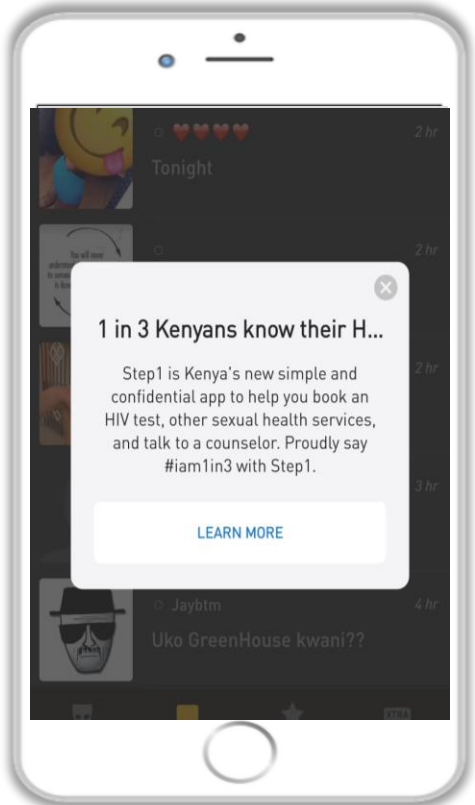 2 hr
Tonight
2 hr
1 in 3 Kenyans know their H...
Step1 is Kenya's new simple and
confidential app to help you book an
HIV test, other sexual health services,
and talk to a counselor. Proudly say
#iam1in3 with Step1.
2 hr
LEARN MORE
3 hr
Jaybtm
4 hr
Uko GreenHouse kwani??
XTRA